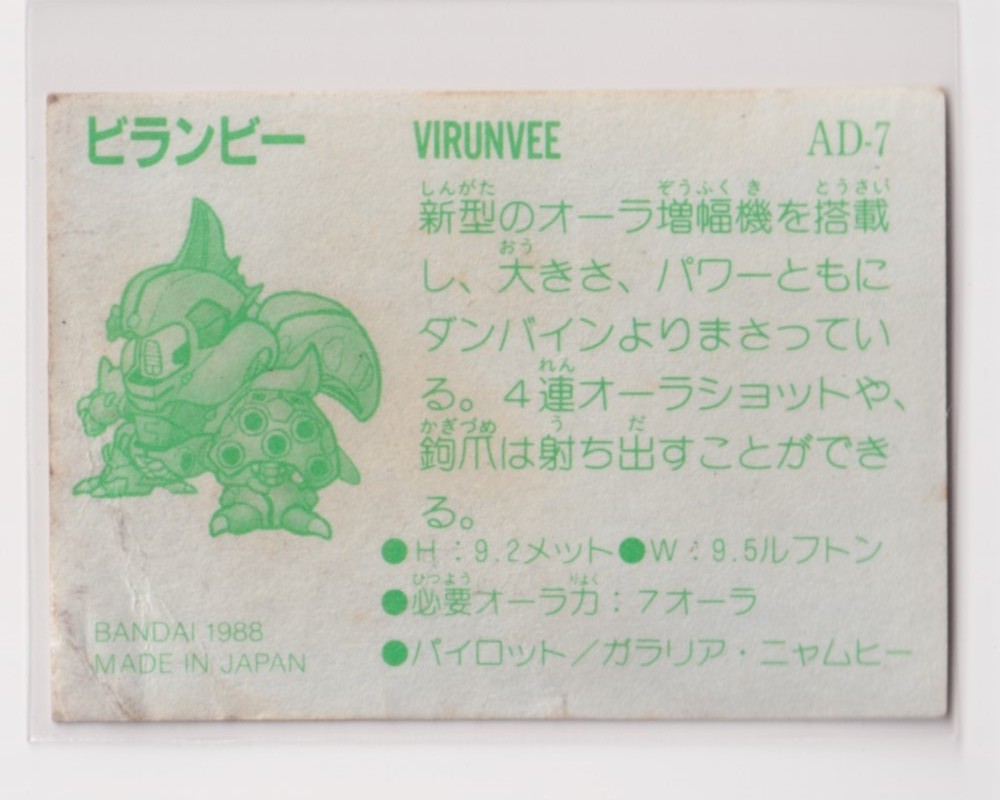 ビランビー VIRUNVEE AD-7
しんがた ぞうふく き とうさい
新型のオーラ増幅機を搭載
おう
し、大きさ、パワーともに
ダンバインよりまさってい
れん
る。4連オーラショットや、
かぎづめ う だ
鉤爪は射ち出すことができ
る。
●H：9.2メット●W：9.5ルフトン
ひつよう りょく
●必要オーラ力：7オーラ
●パイロット／ガラリア・ニャムヒー
BANDAI 1988
MADE IN JAPAN